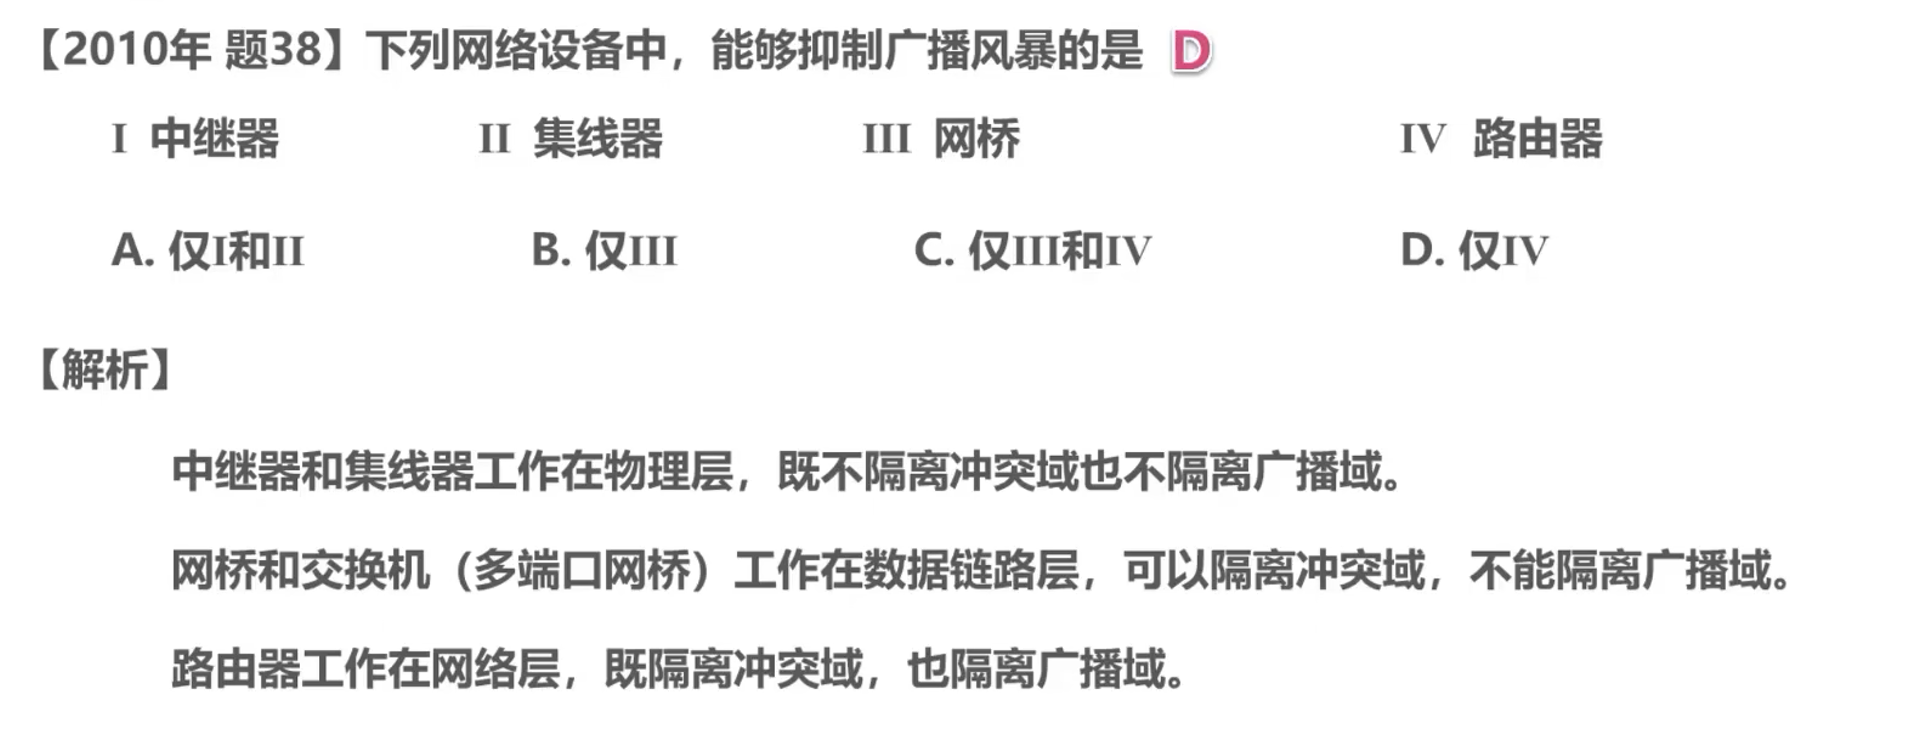 【2010年 题38】下列网络设备中，能够抑制广播风暴的是 D
I 中继器 II 集线器 III 网桥 IV 路由器
A. 仅I和II B. 仅III C. 仅III和IV D. 仅IV
【解析】
中继器和集线器工作在物理层，既不隔离冲突域也不隔离广播域。
网桥和交换机（多端口网桥）工作在数据链路层，可以隔离冲突域，不能隔离广播域。
路由器工作在网络层，既隔离冲突域，也隔离广播域。